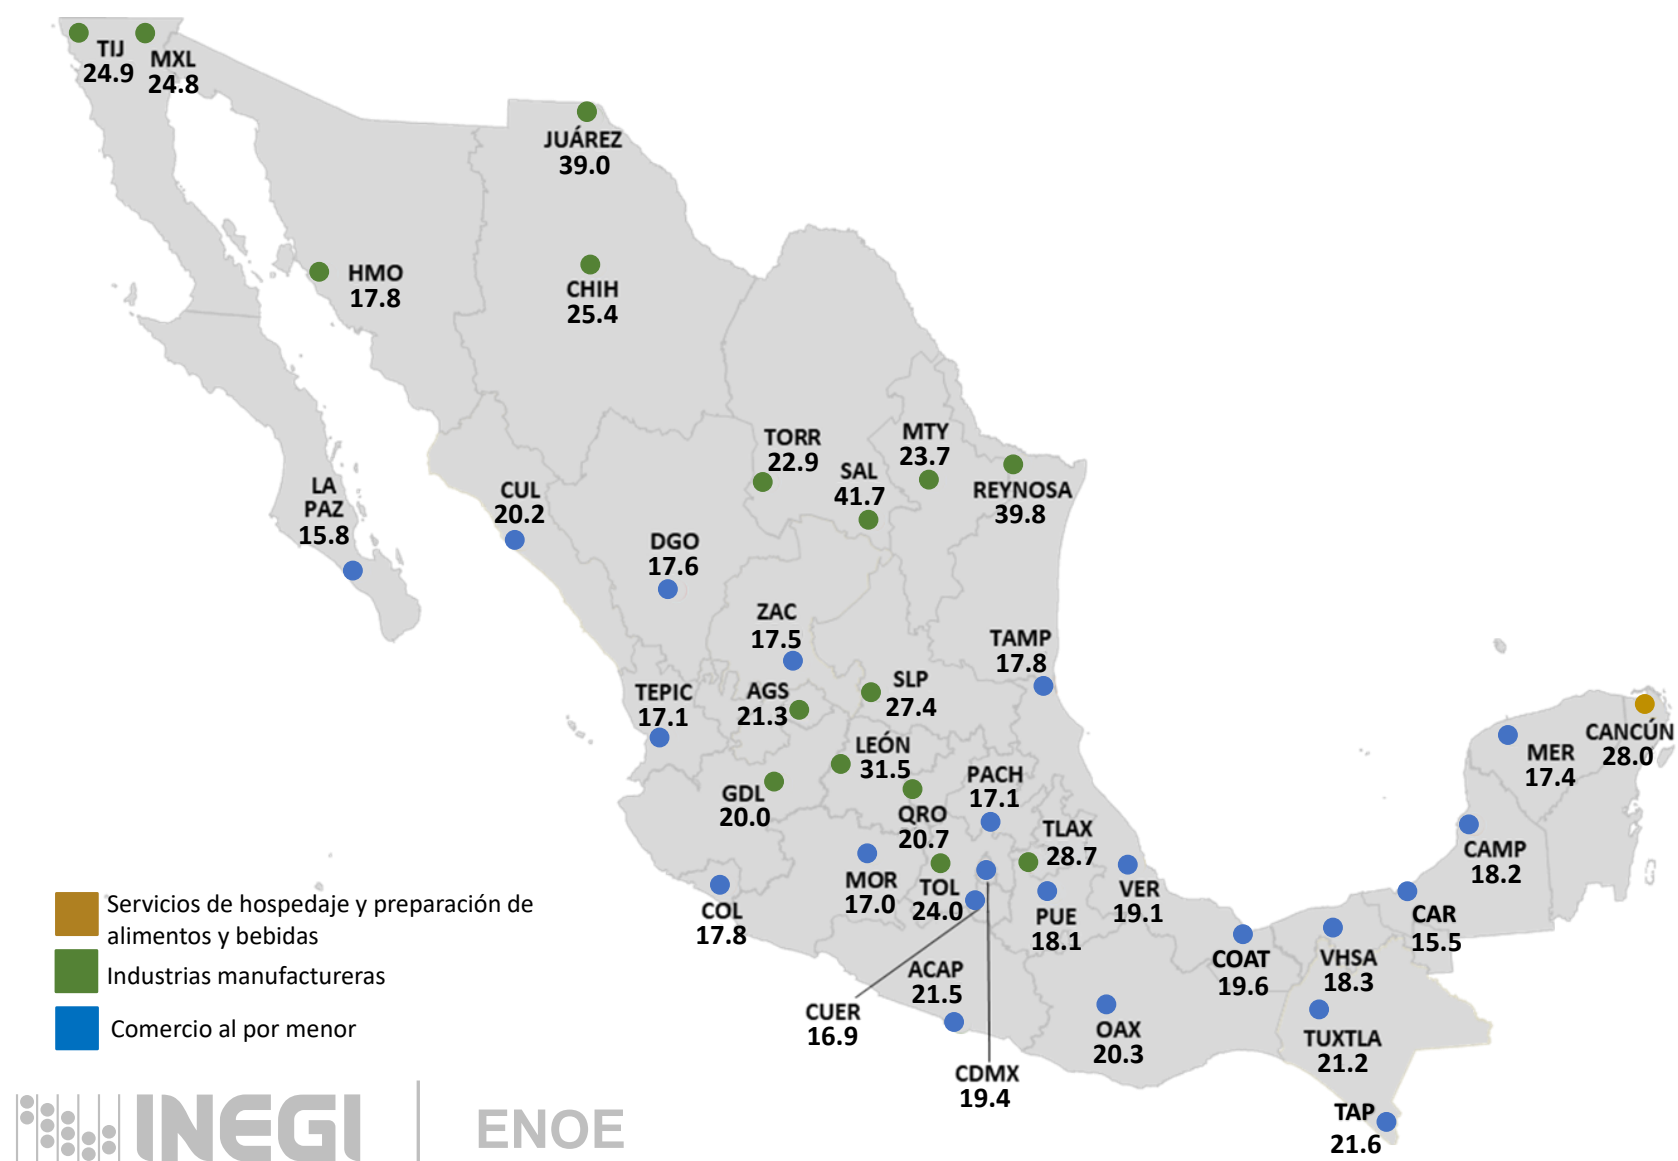 TIJ
24.9
MXL
24.8
JUÁREZ
39.0
HMO
17.8
CHIH
25.4
TORR
22.9
MTY
23.7
SAL
41.7
REYNOSA
39.8
LA
PAZ
15.8
CUL
20.2
DGO
17.6
ZAC
17.5
TAMP
17.8
TEPIC
17.1
AGS
21.3
SLP
27.4
LEÓN
31.5
GDL
20.0
PACH
17.1
QRO
20.7
TLAX
28.7
CANCÚN
28.0
MER
17.4
CAMP
18.2
MOR
17.0
TOL
24.0
VER
19.1
PUE
18.1
COL
17.8
CAR
15.5
COAT
19.6
VHSA
18.3
ACAP
21.5
CUER
16.9
OAX
20.3
TUXTLA
21.2
CDMX
19.4
TAP
21.6
Servicios de hospedaje y preparación de
alimentos y bebidas
Industrias manufactureras
Comercio al por menor
INEGI
ENOE